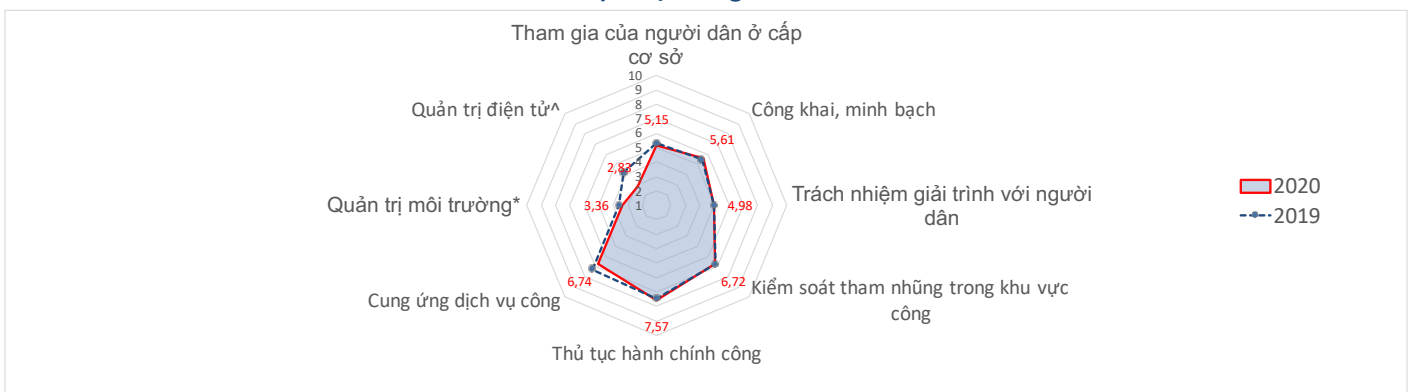 Tham gia của người dân ở cấp
cơ sở
Quản trị điện tử^
Công khai, minh bạch
10
9
8
7
6
5
4
3
2
1
5,15
5,61
2,83
Quản trị môi trường*
3,36
4,98
Trách nhiệm giải trình với người
dân
2020
2019
6,74
6,72
Cung ứng dịch vụ công
Kiểm soát tham nhũng trong khu vực
công
7,57
Thủ tục hành chính công